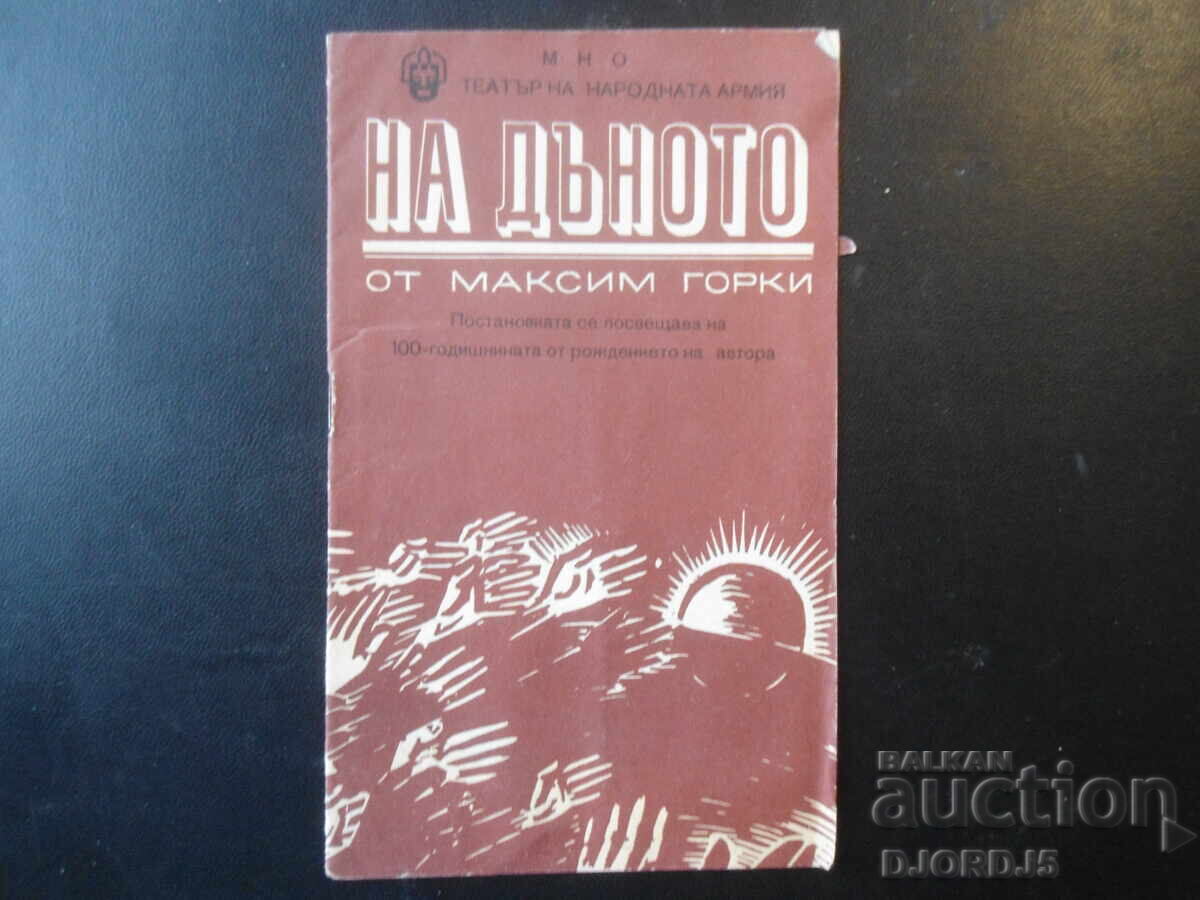 М Н О
ТЕАТЪР НА НАРОДНАТА АРМИЯ
НА ДЪНОТО
ОТ МАКСИМ ГОРКИ
Постановката се посвещава на
100-годишнината от рождението на автора
BALKAN
auction
DJORDJ5